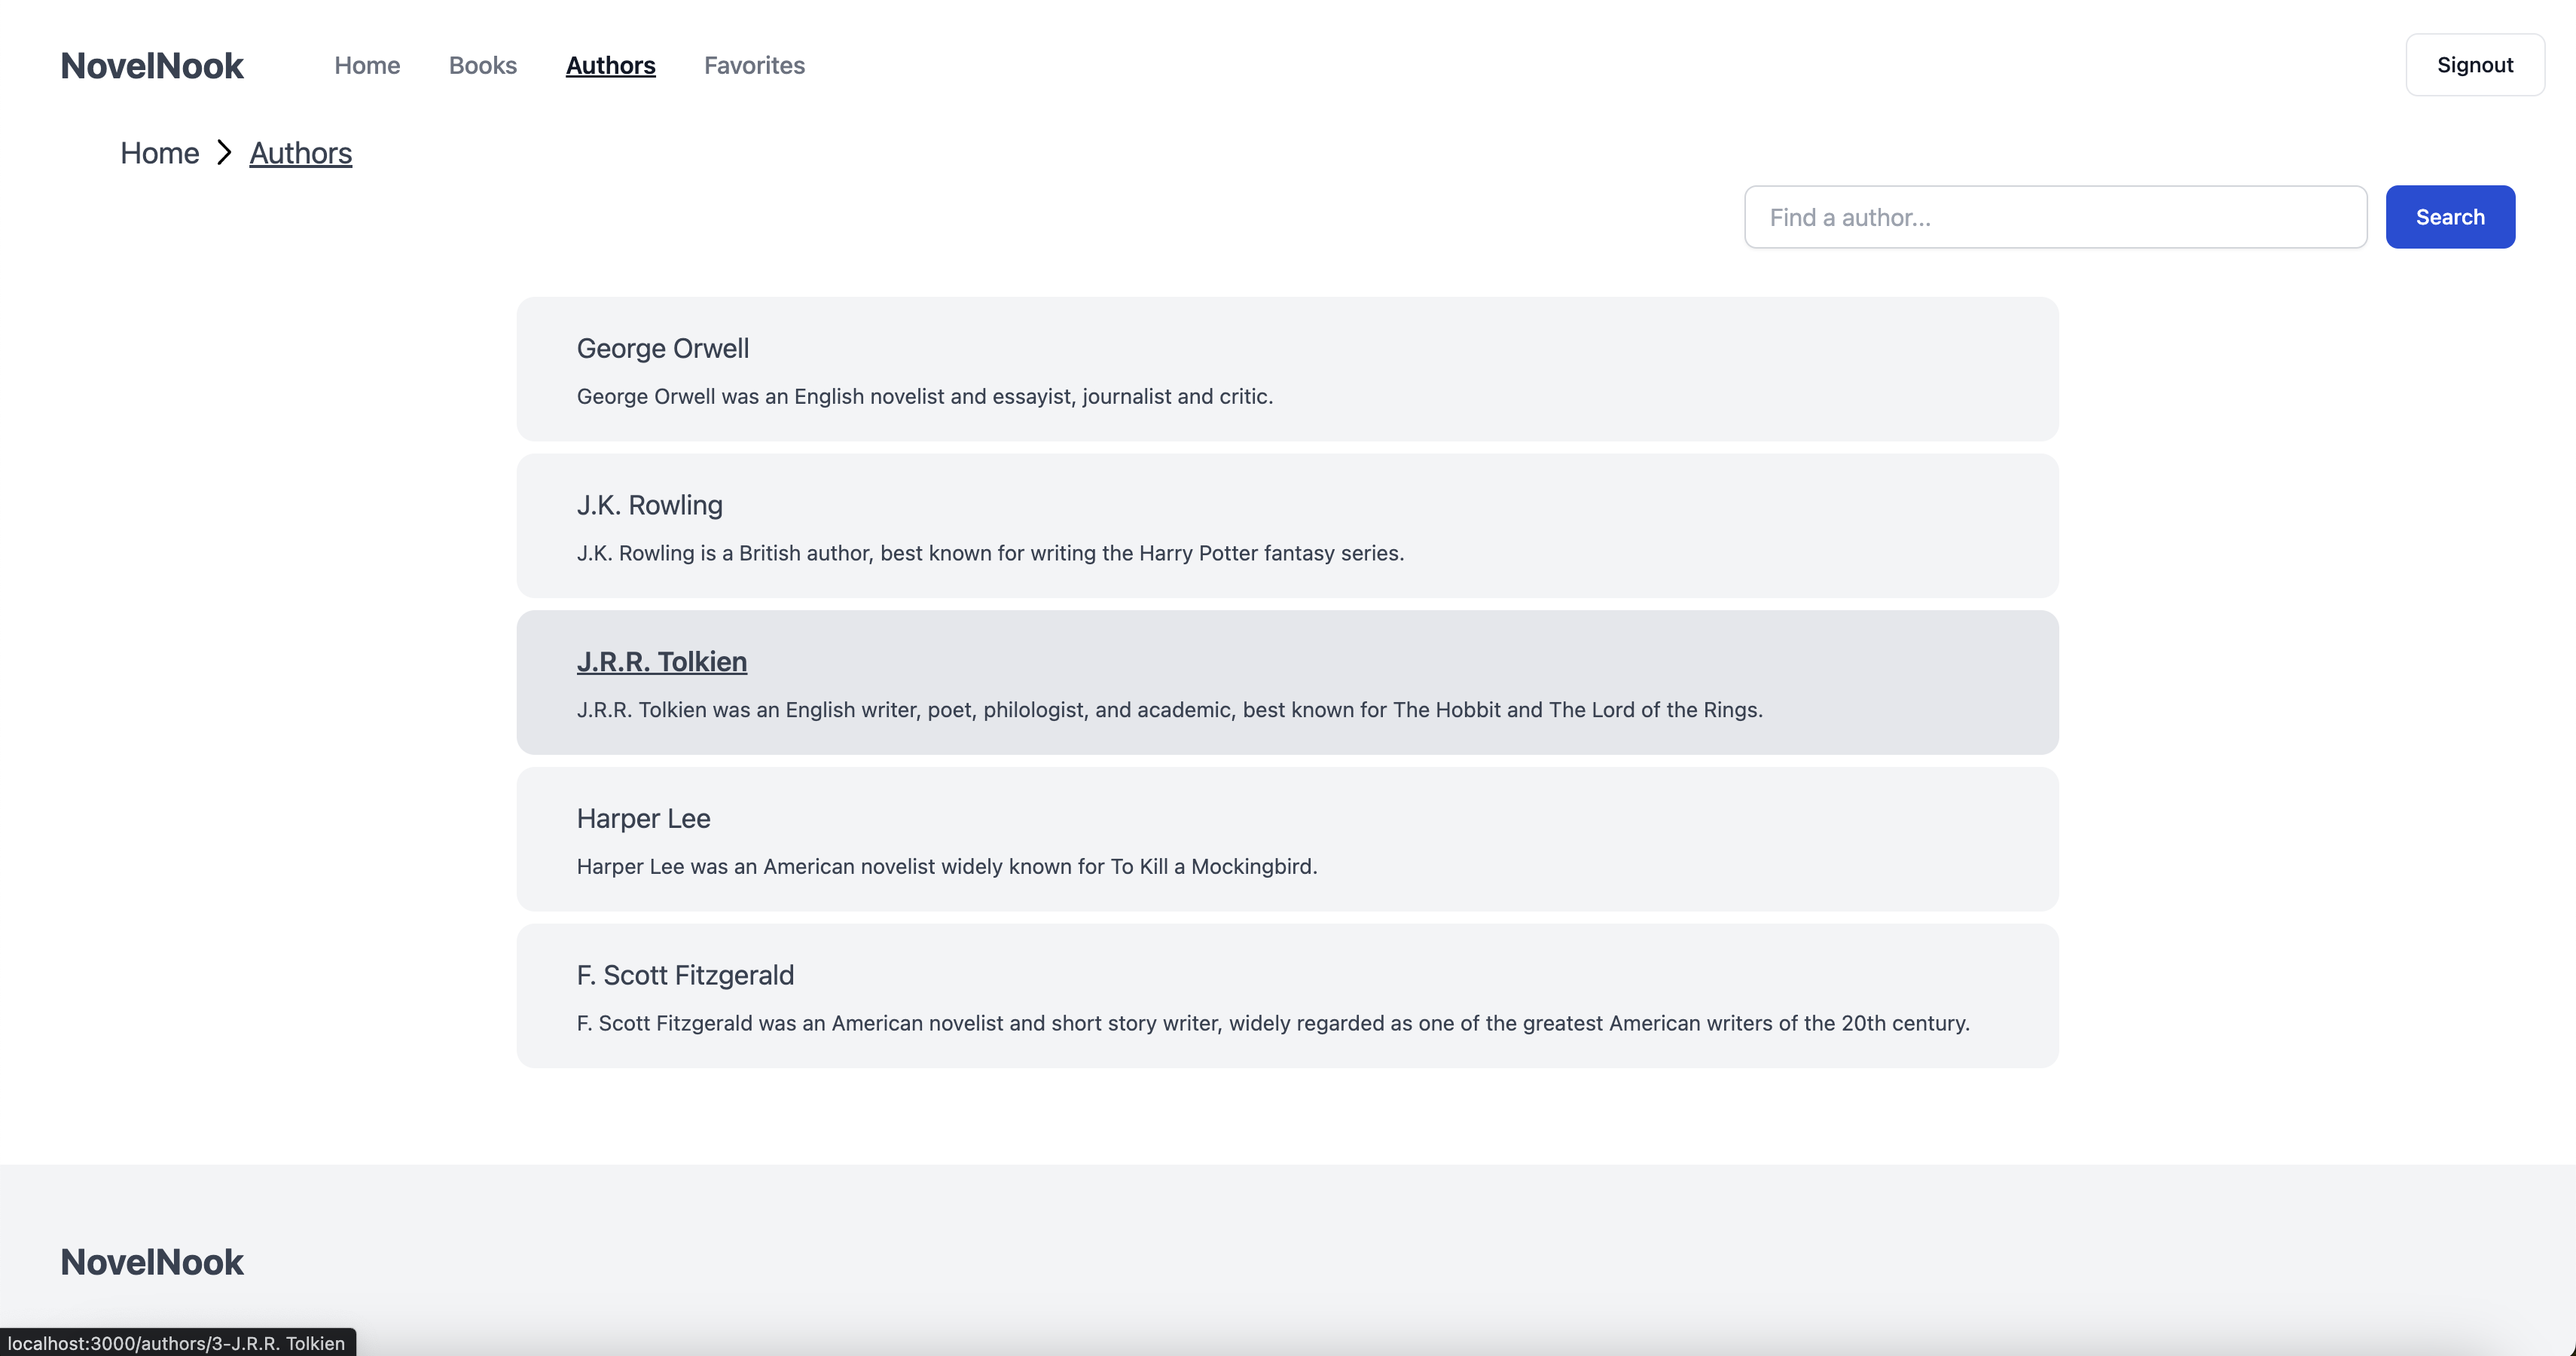 NovelNook Home Books Authors Favorites Signout
Home > Authors
Find a author... Search
George Orwell
George Orwell was an English novelist and essayist, journalist and critic.
J.K. Rowling
J.K. Rowling is a British author, best known for writing the Harry Potter fantasy series.
J.R.R. Tolkien
J.R.R. Tolkien was an English writer, poet, philologist, and academic, best known for The Hobbit and The Lord of the Rings.
Harper Lee
Harper Lee was an American novelist widely known for To Kill a Mockingbird.
F. Scott Fitzgerald
F. Scott Fitzgerald was an American novelist and short story writer, widely regarded as one of the greatest American writers of the 20th century.
NovelNook
localhost:3000/authors/3-J.R.R. Tolkien